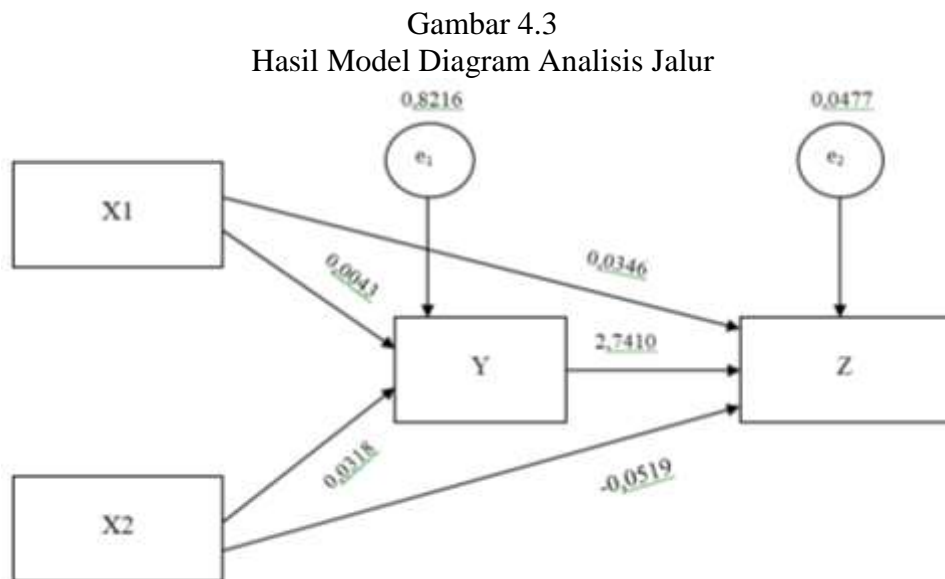 Gambar 4.3
Hasil Model Diagram Analisis Jalur
0,8216
0,0477
e1
e2
X1
0,0043
0,0346
Y
2,7410
Z
0,0318
-0,0519
X2